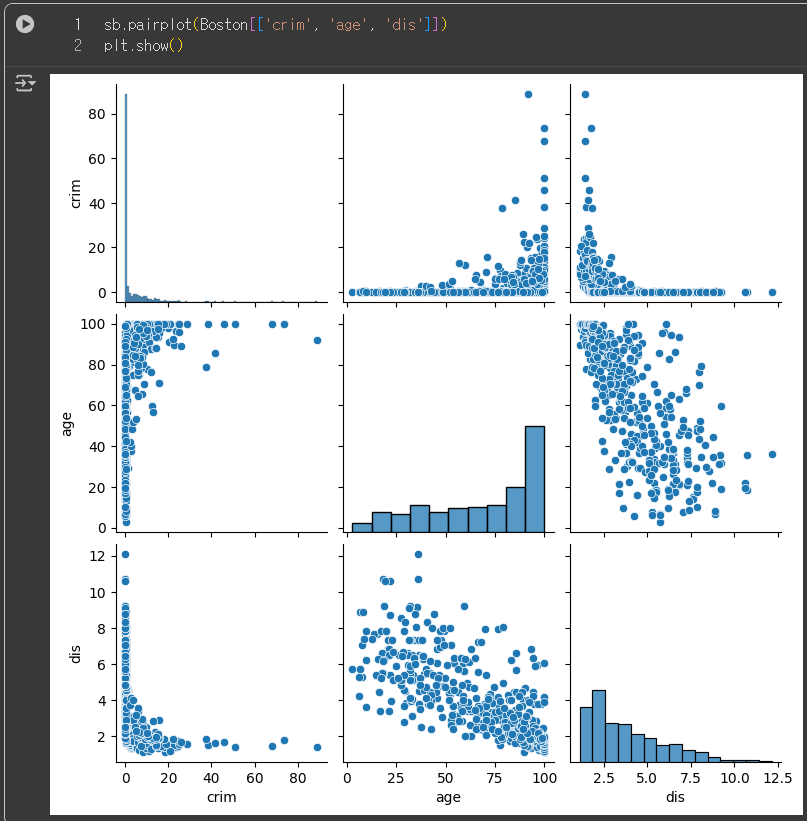 1 sb.pairplot(Boston[['crim', 'age', 'dis']])
2 plt.show()
80
60
40
20
0
crim
100
80
60
40
20
0
age
12
10
8
6
4
2
dis
0 20 40 60 80
crim
0 25 50 75 100
age
2.5 5.0 7.5 10.0 12.5
dis